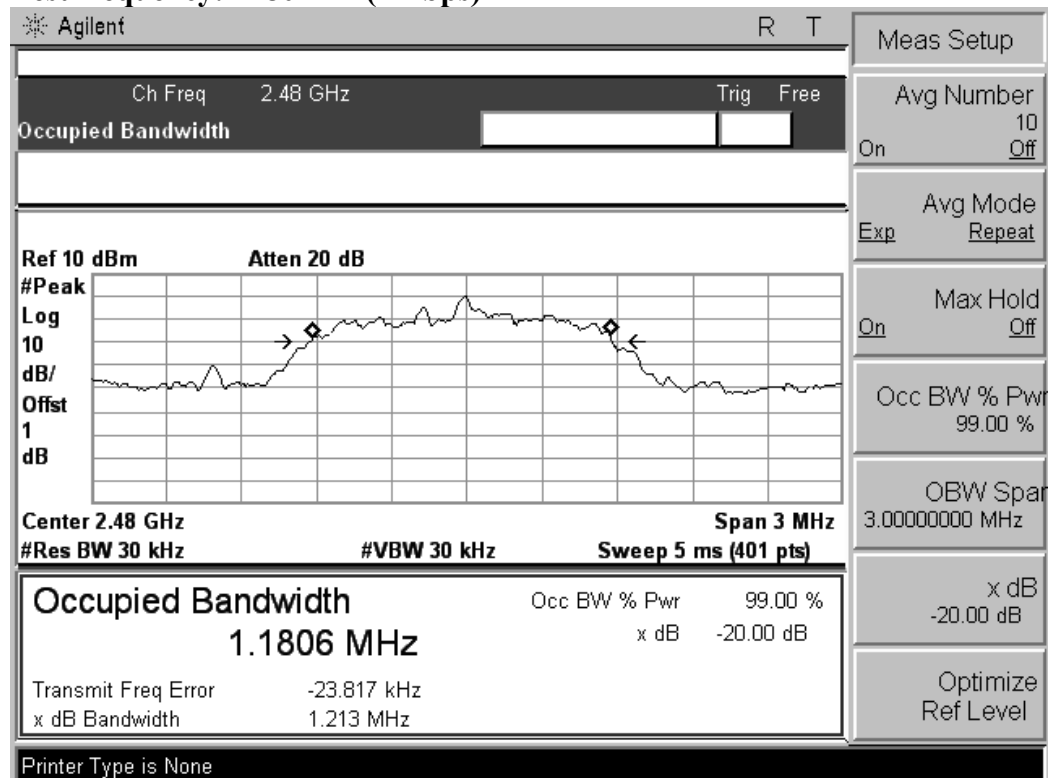 Agilent R T
Ch Freq 2.48 GHz Trig Free
Occupied Bandwidth
Ref 10 dBm Atten 20 dB
#Peak
Log
10
dB/
Offst
1
dB
Center 2.48 GHz Span 3 MHz
#Res BW 30 kHz #VBW 30 kHz Sweep 5 ms (401 pts)
Occupied Bandwidth Occ BW % Pwr 99.00 %
1.1806 MHz x dB -20.00 dB
Transmit Freq Error -23.817 kHz
x dB Bandwidth 1.213 MHz
Printer Type is None
Meas Setup
Avg Number
10
On Off
Avg Mode
Exp Repeat
Max Hold
On Off
Occ BW % Pwr
99.00 %
OBW Span
3.00000000 MHz
x dB
-20.00 dB
Optimize
Ref Level